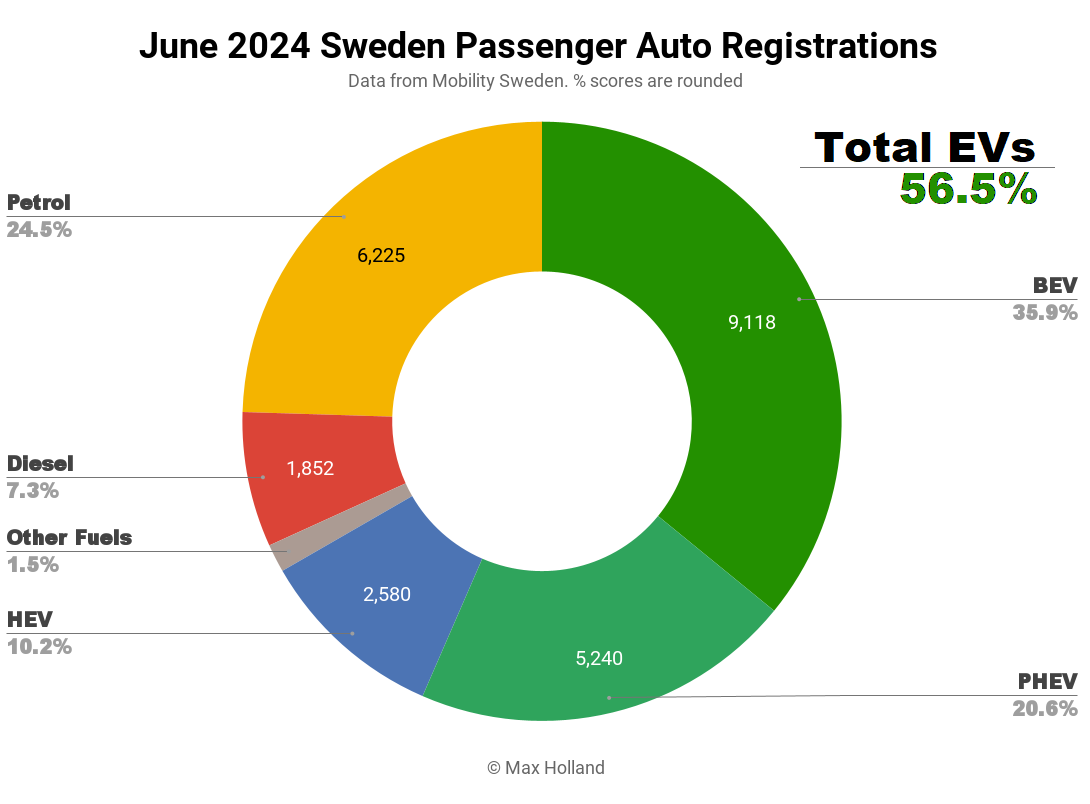 June 2024 Sweden Passenger Auto Registrations
Data from Mobility Sweden. % scores are rounded
Total EVs
56.5%
Petrol
24.5%
6,225
BEV
35.9%
9,118
Diesel
7.3%
1,852
Other Fuels
1.5%
HEV
10.2%
2,580
5,240
PHEV
20.6%
© Max Holland